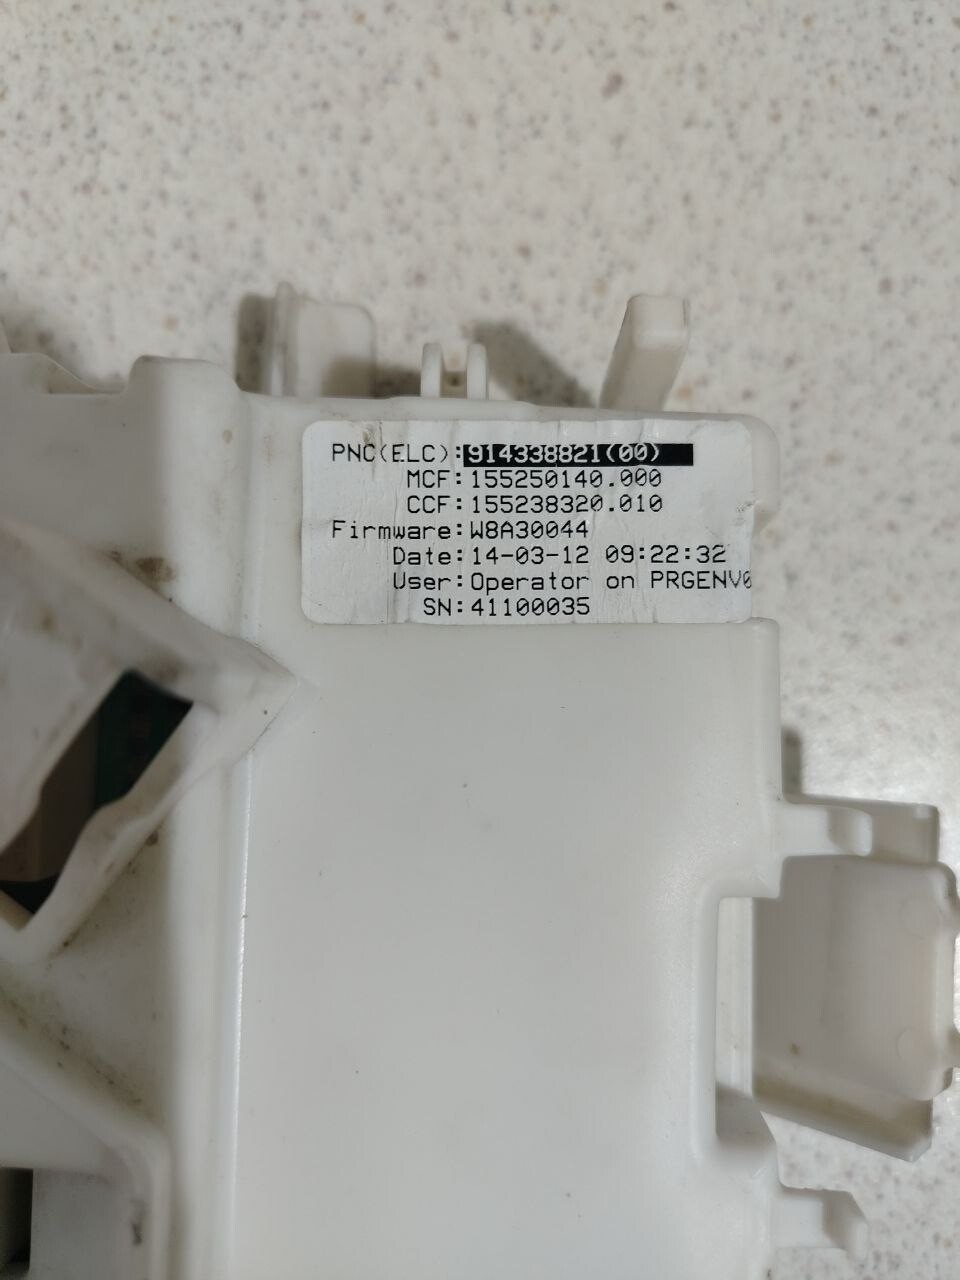 PNC(ELC):914338821(00)
MCF:155250140.000
CCF:155238320.010
Firmware:W8A30044
Date:14-03-12 09:22:32
User:Operator on PRGENV0
SN:41100035